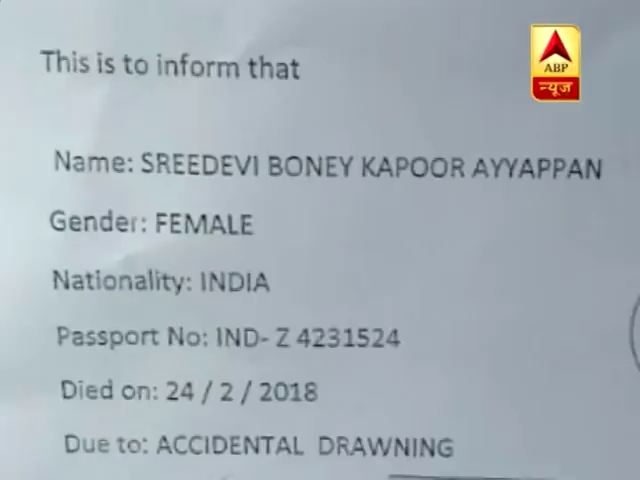 ABP
न्यूज़
This is to inform that
Name: SREEDEVI BONEY KAPOOR AYYAPPAN
Gender: FEMALE
Nationality: INDIA
Passport No: IND- Z 4231524
Died on: 24 / 2 / 2018
Due to: ACCIDENTAL DRAWNING